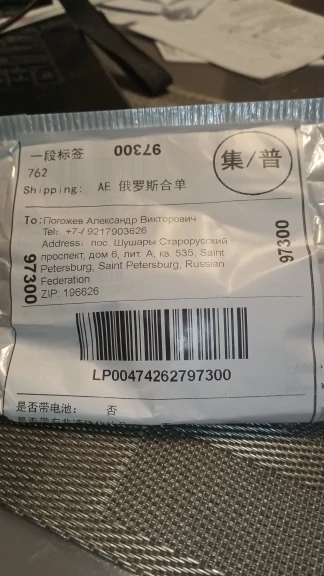 一段标签
97300
集/普
762
Shipping: AE 俄罗斯合单
To:Погожев Александр Викторович
Tel: +7-/ 9217903626
Address: пос. Шушары,Старорусский
проспект, дом 6, лит. А, кв. 535, Saint
Petersburg, Saint Petersburg, Russian
Federation
ZIP: 196626
97300
97300
LP00474262797300
是否带电池： 否